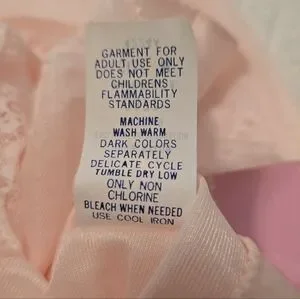 GARMENT FOR
ADULT USE ONLY
DOES NOT MEET
CHILDRENS
FLAMMABILITY
STANDARDS
MACHINE
WASH WARM
DARK COLORS
SEPARATELY
DELICATE CYCLE
TUMBLE DRY LOW
ONLY NON
CHLORINE
BLEACH WHEN NEEDED
USE COOL IRON